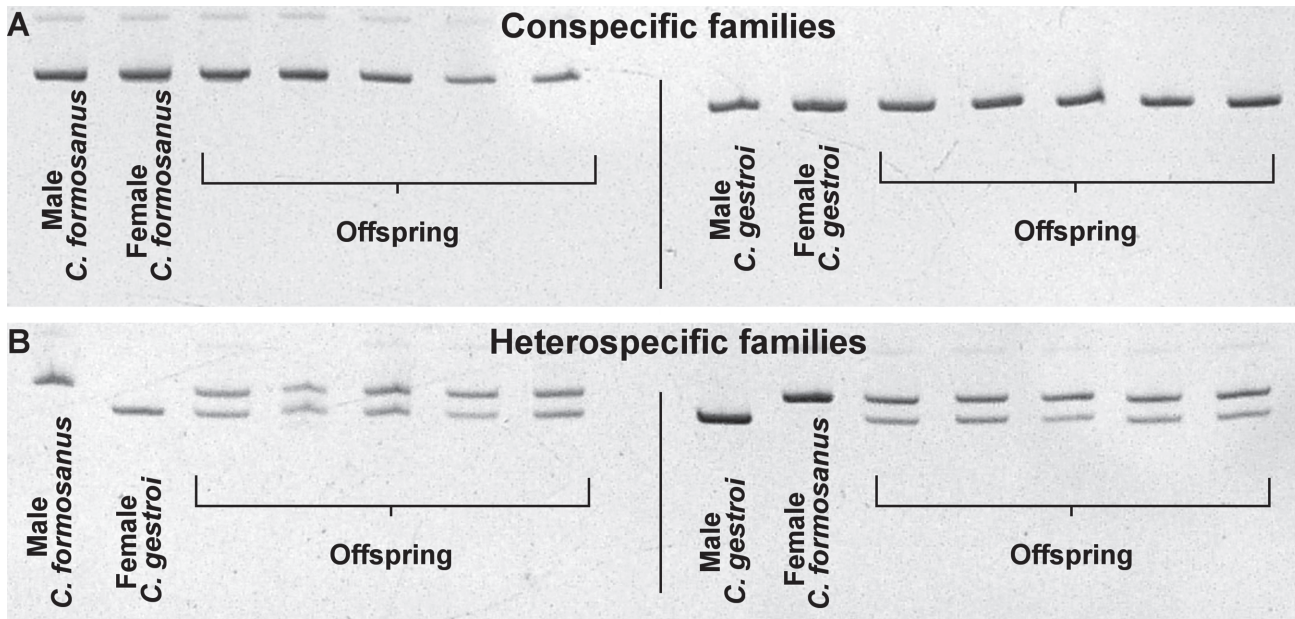 A
Conspecific families
Male
C. formosanus
Female
C. formosanus
Offspring
Male
C. gestroi
Female
C. gestroi
Offspring
B
Heterospecific families
Male
C. formosanus
Female
C. gestroi
Offspring
Male
C. gestroi
Female
C. formosanus
Offspring